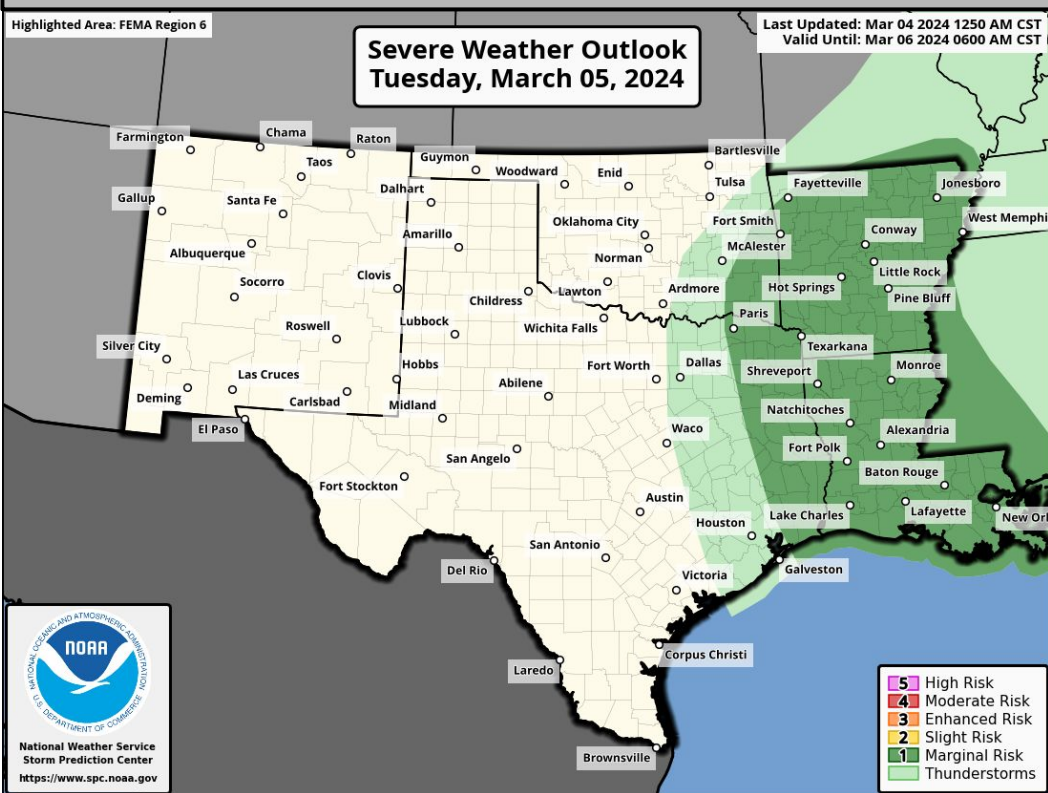 Highlighted Area: FEMA Region 6
Last Updated: Mar 04 2024 1250 AM CST
Valid Until: Mar 06 2024 0600 AM CST
Severe Weather Outlook
Tuesday, March 05, 2024
Farmington
Chama
Raton
Taos
Gallup
Santa Fe
Albuquerque
Socorro
Clovis
Roswell
Silver City
Las Cruces
Hobbs
Deming
Carlsbad
El Paso
Guymon
Woodward
Enid
Bartlesville
Tulsa
Dalhart
Oklahoma City
Amarillo
Norman
McAlester
Lawton
Ardmore
Childress
Wichita Falls
Lubbock
Paris
Fort Worth
Dallas
Abilene
Midland
Waco
San Angelo
Fort Stockton
Austin
Houston
San Antonio
Del Rio
Victoria
Galveston
Corpus Christi
Laredo
Brownsville
Fayetteville
Jonesboro
Fort Smith
Conway
West Memphi
Little Rock
Hot Springs
Pine Bluff
Texarkana
Shreveport
Monroe
Natchitoches
Alexandria
Fort Polk
Baton Rouge
Lake Charles
Lafayette
New Orl
NATIONAL OCEANIC AND ATMOSPHERIC ADMINISTRATION
NOAA
U.S. DEPARTMENT OF COMMERCE
National Weather Service
Storm Prediction Center
https://www.spc.noaa.gov
5 High Risk
4 Moderate Risk
3 Enhanced Risk
2 Slight Risk
1 Marginal Risk
Thunderstorms